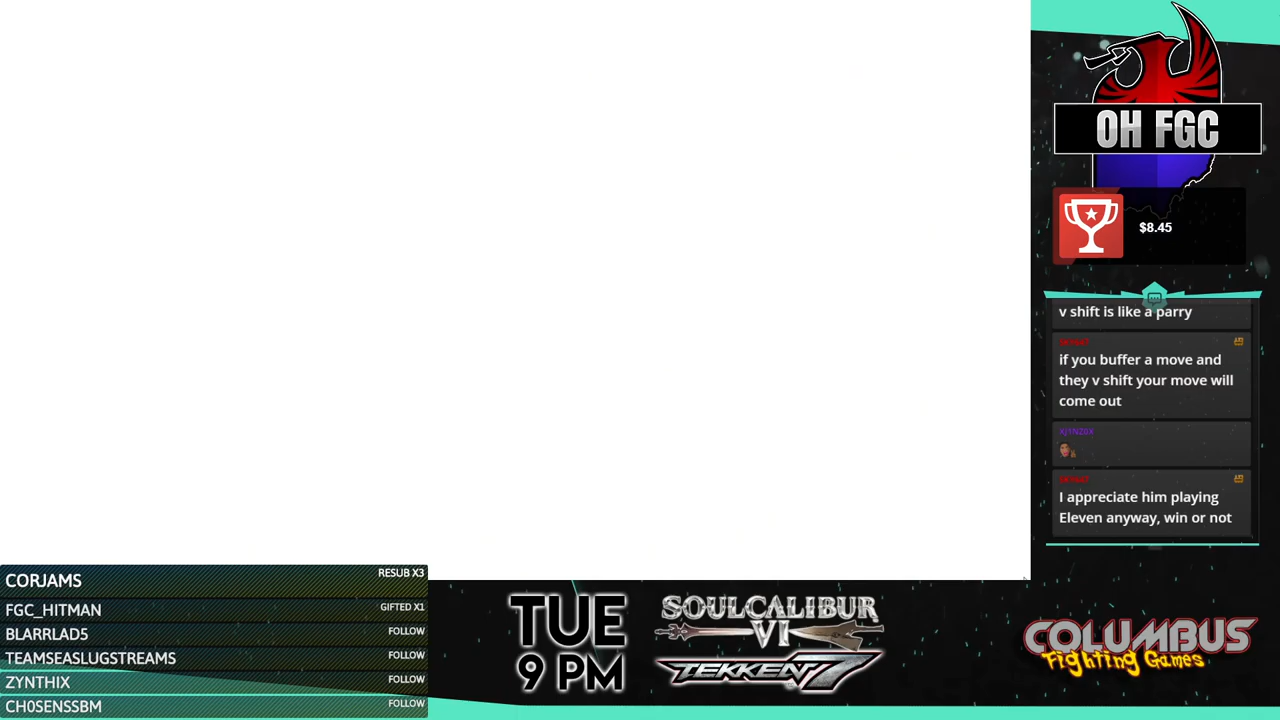 OH FGC
$8.45
v shift is like a parry
if you buffer a move and
they v shift your move will
come out
XJ1NZ0X
I appreciate him playing
Eleven anyway, win or not
CORJAMS RESUB X3
FGC_HITMAN GIFTED X1
BLARRLAD5 FOLLOW
TEAMSEASLUGSTREAMS FOLLOW
ZYNTHIX FOLLOW
CH0SENSSBM FOLLOW
TUE
9 PM
SOULCALIBUR
VI
TEKKEN 7
COLUMBUS
Fighting Games